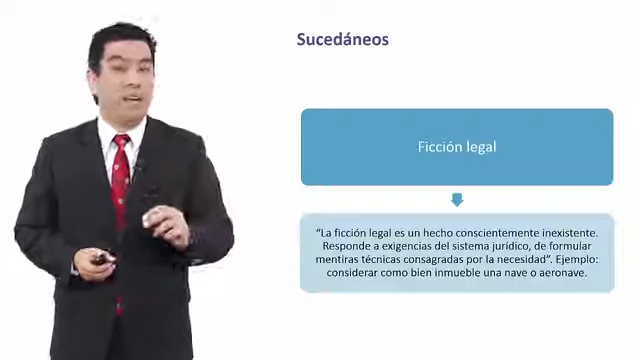 Sucedáneos
Ficción legal
“La ficción legal es un hecho conscientemente inexistente.
Responde a exigencias del sistema jurídico, de formular
mentiras técnicas consagradas por la necesidad”. Ejemplo:
considerar como bien inmueble una nave o aeronave.